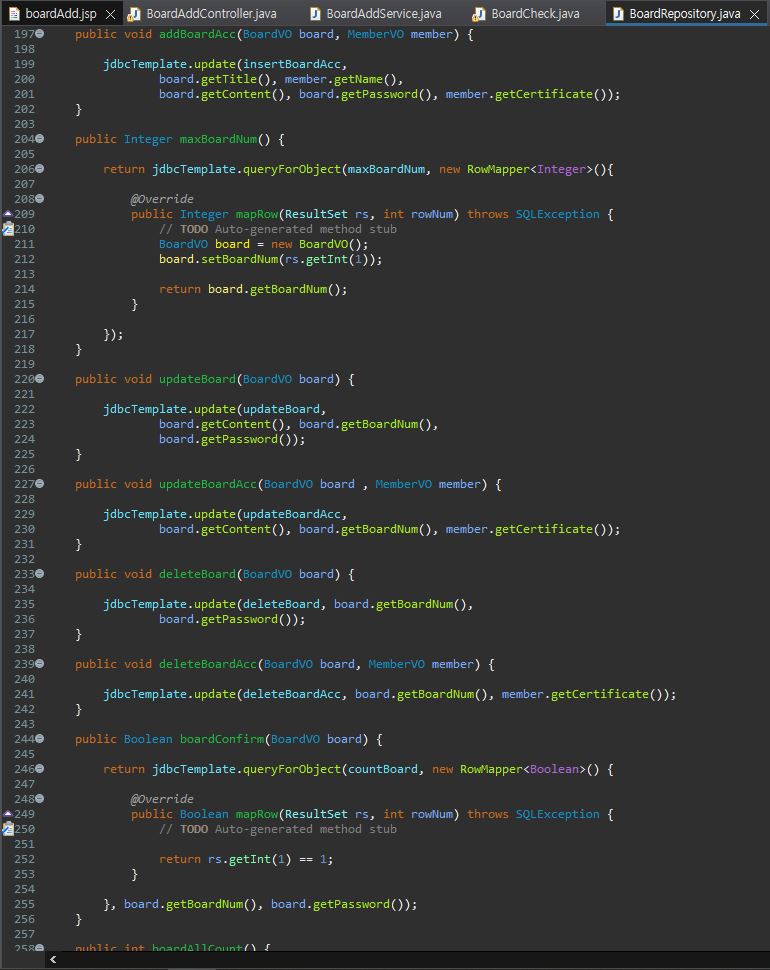 boardAdd.jsp BoardAddController.java BoardAddService.java BoardCheck.java BoardRepository.java
197 public void addBoardAcc(BoardVO board, MemberVO member) {
198
199 jdbcTemplate.update(insertBoardAcc,
200 board.getTitle(), member.getName(),
201 board.getContent(), board.getPassword(), member.getCertificate());
202 }
203
204 public Integer maxBoardNum() {
205
206 return jdbcTemplate.queryForObject(maxBoardNum, new RowMapper<Integer>(){
207
208 @Override
209 public Integer mapRow(ResultSet rs, int rowNum) throws SQLException {
210 // TODO Auto-generated method stub
211 BoardVO board = new BoardVO();
212 board.setBoardNum(rs.getInt(1));
213
214 return board.getBoardNum();
215 }
216
217 });
218 }
219
220 public void updateBoard(BoardVO board) {
221
222 jdbcTemplate.update(updateBoard,
223 board.getContent(), board.getBoardNum(),
224 board.getPassword());
225 }
226
227 public void updateBoardAcc(BoardVO board , MemberVO member) {
228
229 jdbcTemplate.update(updateBoardAcc,
230 board.getContent(), board.getBoardNum(), member.getCertificate());
231 }
232
233 public void deleteBoard(BoardVO board) {
234
235 jdbcTemplate.update(deleteBoard, board.getBoardNum(),
236 board.getPassword());
237 }
238
239 public void deleteBoardAcc(BoardVO board, MemberVO member) {
240
241 jdbcTemplate.update(deleteBoardAcc, board.getBoardNum(), member.getCertificate());
242 }
243
244 public Boolean boardConfirm(BoardVO board) {
245
246 return jdbcTemplate.queryForObject(countBoard, new RowMapper<Boolean>() {
247
248 @Override
249 public Boolean mapRow(ResultSet rs, int rowNum) throws SQLException {
250 // TODO Auto-generated method stub
251
252 return rs.getInt(1) == 1;
253 }
254
255 }, board.getBoardNum(), board.getPassword());
256 }
257
258 public int boardAllCount() {